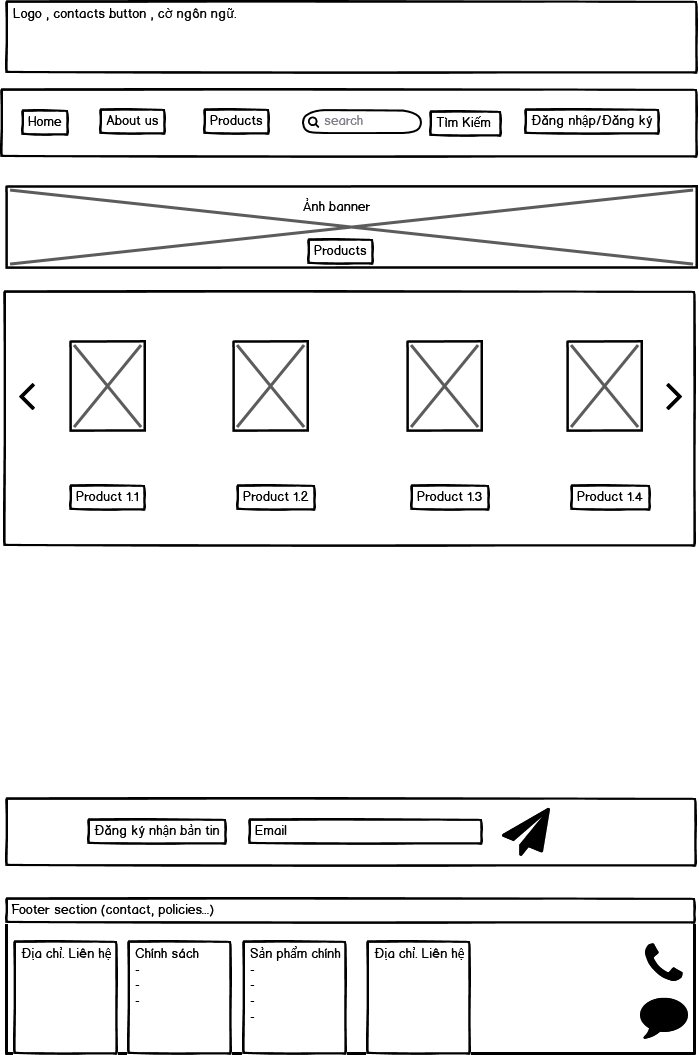 Logo , contacts button , cờ ngôn ngữ.
Home
About us
Products
search
Tìm Kiếm
Đăng nhập/Đăng ký
Ảnh banner
Products
Product 1.1
Product 1.2
Product 1.3
Product 1.4
Đăng ký nhận bản tin
Email
Footer section (contact, policies...)
Địa chỉ. Liên hệ
Chính sách
-
-
-
Sản phẩm chính
-
-
-
-
Địa chỉ. Liên hệ